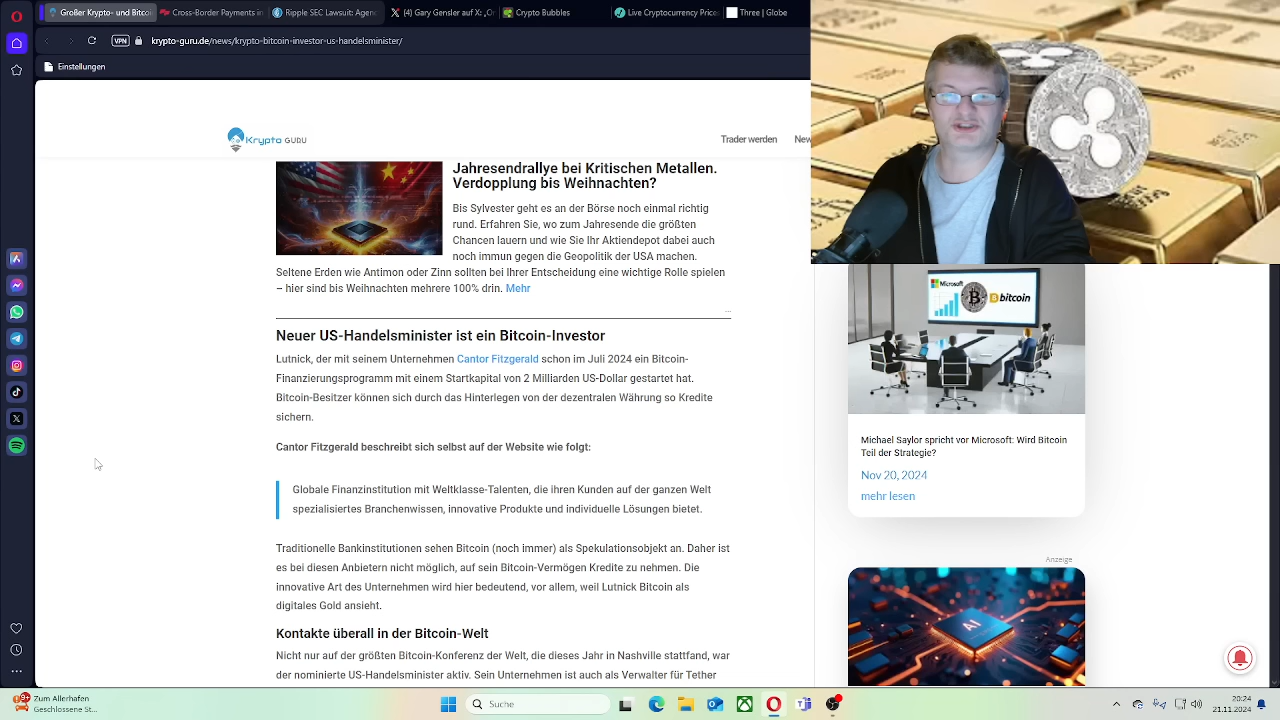 Großer Krypto- und Bitcoin-
Cross-Border Payments in
Ripple SEC Lawsuit: Agenc
(4) Gary Gensler auf X: „On
Crypto Bubbles
Live Cryptocurrency Prices
Three | Globe
VPN
krypto-guru.de/news/krypto-bitcoin-investor-us-handelsminister/
Einstellungen
Krypto GURU
Trader werden
New
Jahresendrallye bei Kritischen Metallen.
Verdopplung bis Weihnachten?
Bis Sylvester geht es an der Börse noch einmal richtig
rund. Erfahren Sie, wo zum Jahresende die größten
Chancen lauern und wie Sie Ihr Aktiendepot dabei auch
noch immun gegen die Geopolitik der USA machen.
Seltene Erden wie Antimon oder Zinn sollten bei Ihrer Entscheidung eine wichtige Rolle spielen
– hier sind bis Weihnachten mehrere 100% drin. Mehr
...
Neuer US-Handelsminister ist ein Bitcoin-Investor
Lutnick, der mit seinem Unternehmen Cantor Fitzgerald schon im Juli 2024 ein Bitcoin-
Finanzierungsprogramm mit einem Startkapital von 2 Milliarden US-Dollar gestartet hat.
Bitcoin-Besitzer können sich durch das Hinterlegen von der dezentralen Währung so Kredite
sichern.
Cantor Fitzgerald beschreibt sich selbst auf der Website wie folgt:
Globale Finanzinstitution mit Weltklasse-Talenten, die ihren Kunden auf der ganzen Welt
spezialisiertes Branchenwissen, innovative Produkte und individuelle Lösungen bietet.
Traditionelle Bankinstitutionen sehen Bitcoin (noch immer) als Spekulationsobjekt an. Daher ist
es bei diesen Anbietern nicht möglich, auf sein Bitcoin-Vermögen Kredite zu nehmen. Die
innovative Art des Unternehmen wird hier bedeutend, vor allem, weil Lutnick Bitcoin als
digitales Gold ansieht.
Kontakte überall in der Bitcoin-Welt
Nicht nur auf der größten Bitcoin-Konferenz der Welt, die dieses Jahr in Nashville stattfand, war
der nominierte US-Handelsminister aktiv. Sein Unternehmen ist auch als Verwalter für Tether
Microsoft
bitcoin
Michael Saylor spricht vor Microsoft: Wird Bitcoin
Teil der Strategie?
Nov 20, 2024
mehr lesen
Anzeige
AI
Zum Allerhafen
Geschlossene St...
Suche
20:24
21.11.2024